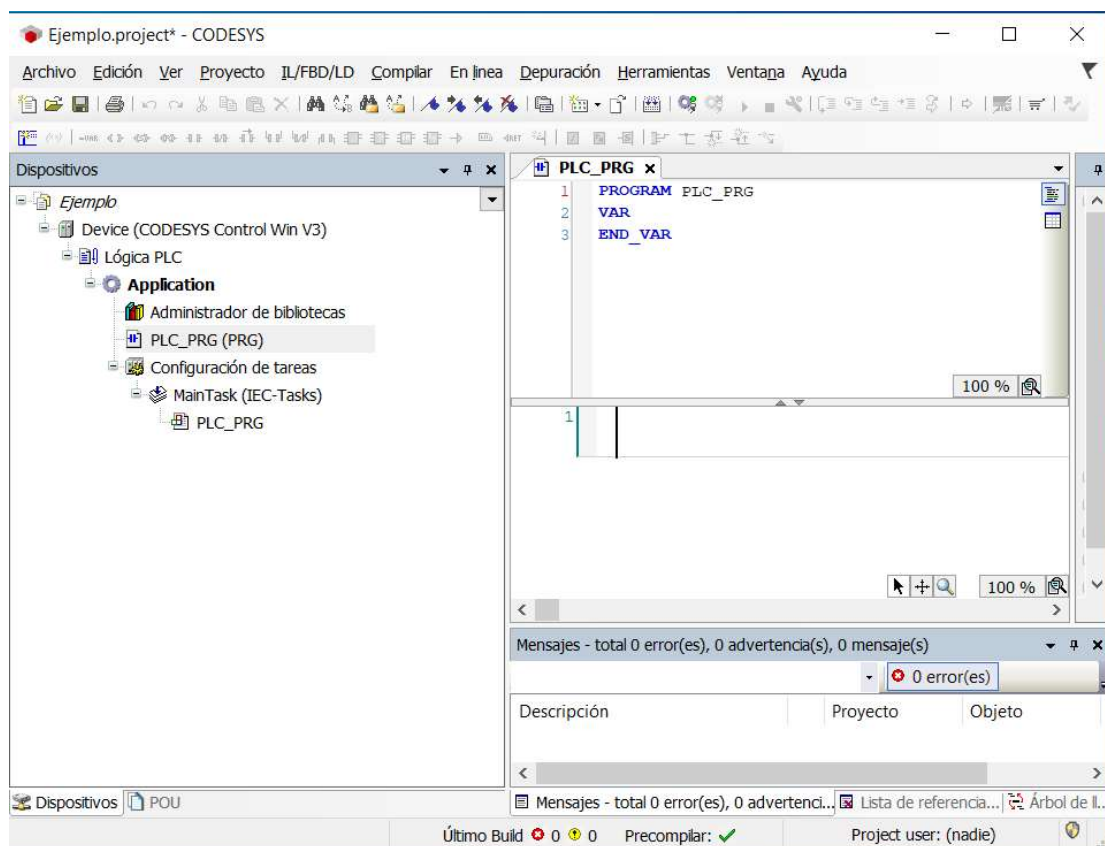 Ejemplo.project* - CODESYS
Archivo Edición Ver Proyecto IL/FBD/LD Compilar En linea Depuración Herramientas Ventana Ayuda
Dispositivos
Ejemplo
Device (CODESYS Control Win V3)
Lógica PLC
Application
Administrador de bibliotecas
PLC_PRG (PRG)
Configuración de tareas
MainTask (IEC-Tasks)
PLC_PRG
PLC_PRG
1 PROGRAM PLC_PRG
2 VAR
3 END_VAR
100 %
1
100 %
Mensajes - total 0 error(es), 0 advertencia(s), 0 mensaje(s)
0 error(es)
Descripción Proyecto Objeto
Dispositivos POU
Mensajes - total 0 error(es), 0 advertenci... Lista de referencia... Árbol de ll...
Último Build 0 0 Precompilar: Project user: (nadie)